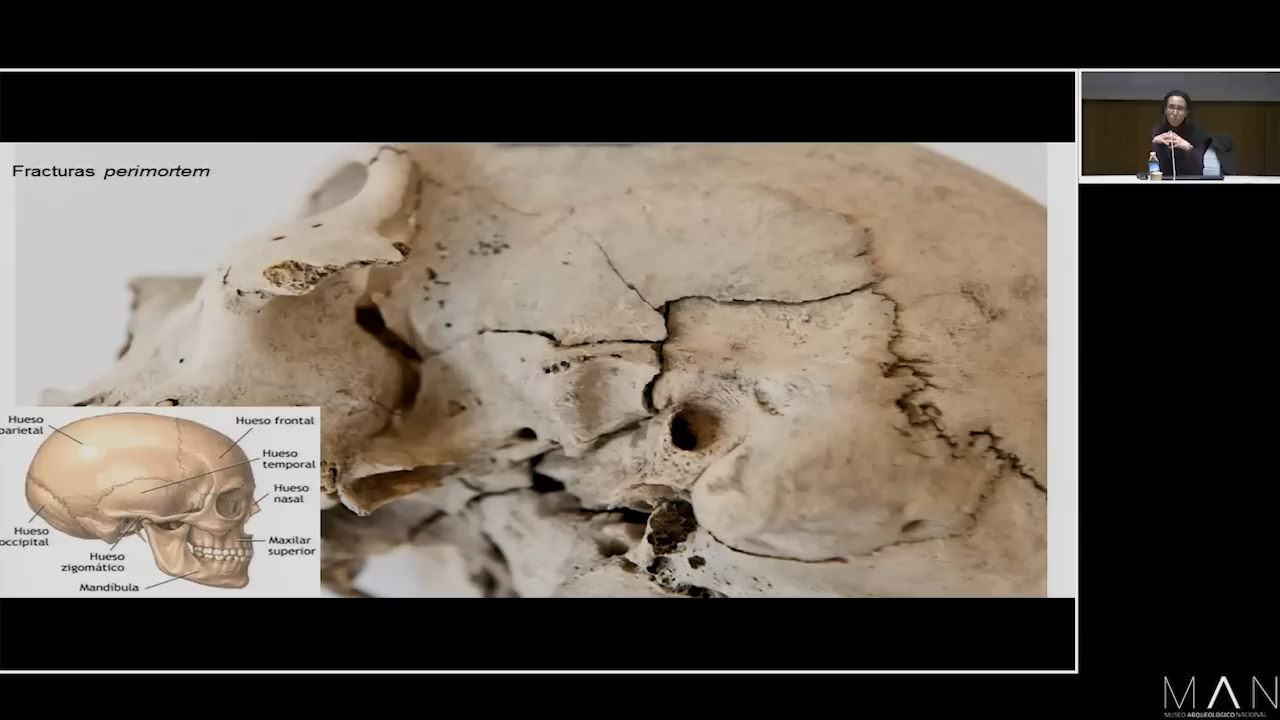 Fracturas perimortem
Hueso
parietal
Hueso frontal
Hueso
temporal
Hueso
nasal
Hueso
occipital
Hueso
zigomático
Maxilar
superior
Mandíbula
MAN
MUSEO ARQUEOLÓGICO NACIONAL